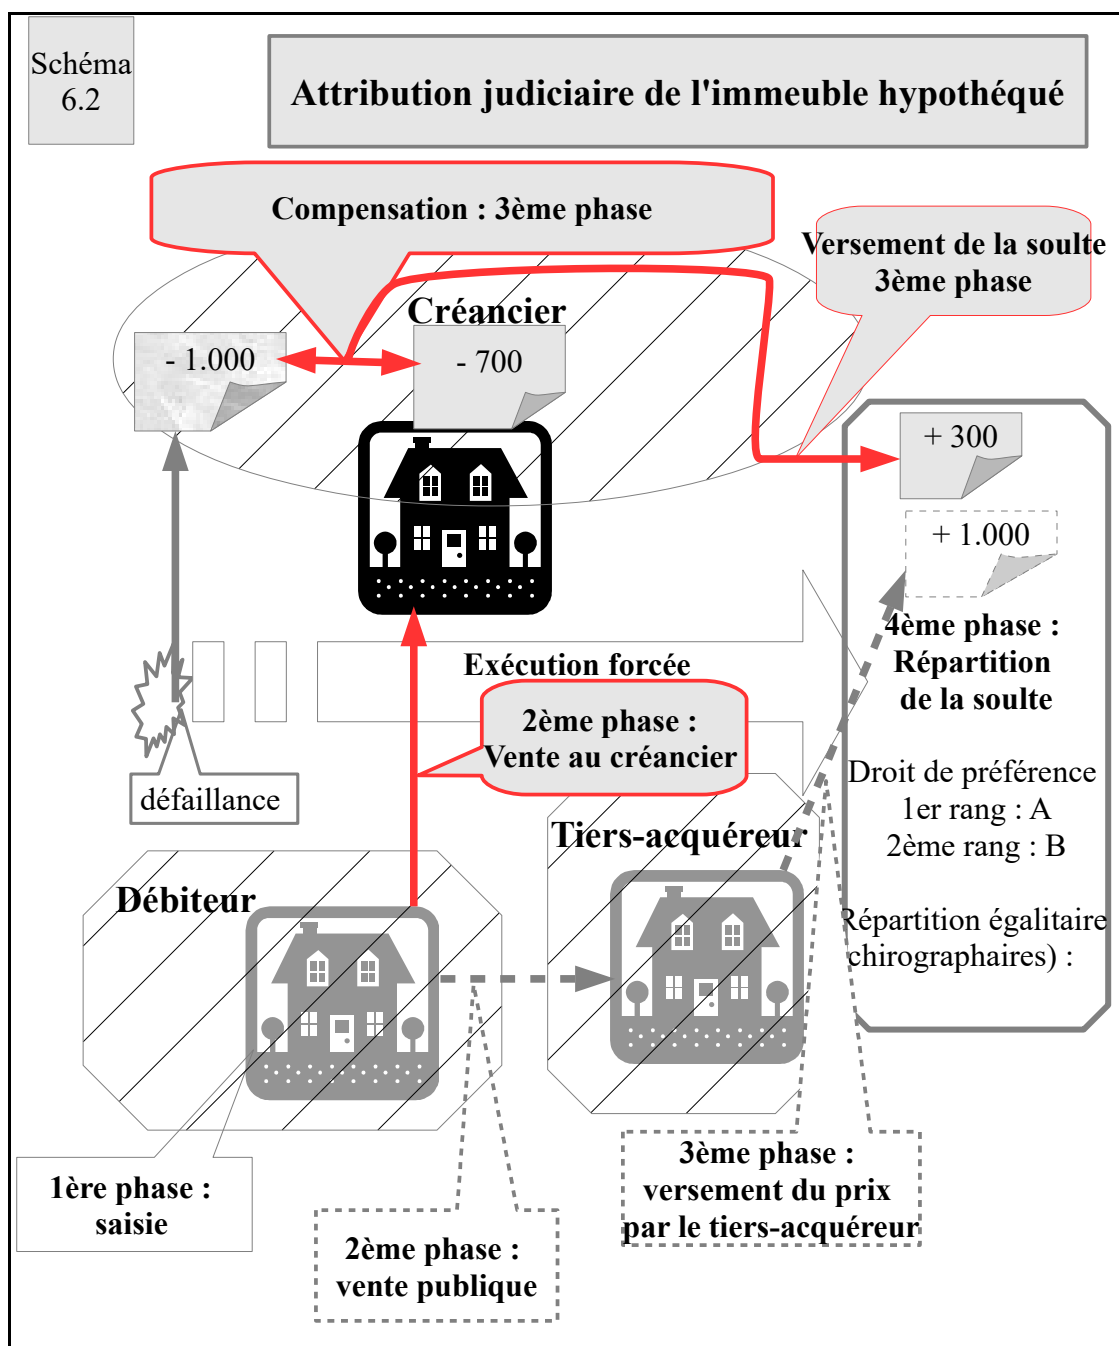 Schéma
6.2
Attribution judiciaire de l'immeuble hypothéqué
Compensation : 3ème phase
Versement de la soulte
3ème phase
Créancier
- 1.000
- 700
+ 300
+ 1.000
4ème phase :
Répartition
de la soulte
Exécution forcée
2ème phase :
Vente au créancier
défaillance
Droit de préférence
1er rang : A
2ème rang : B
Tiers-acquéreur
Débiteur
Répartition égalitaire
chirographaires) :
1ère phase :
saisie
3ème phase :
versement du prix
par le tiers-acquéreur
2ème phase :
vente publique